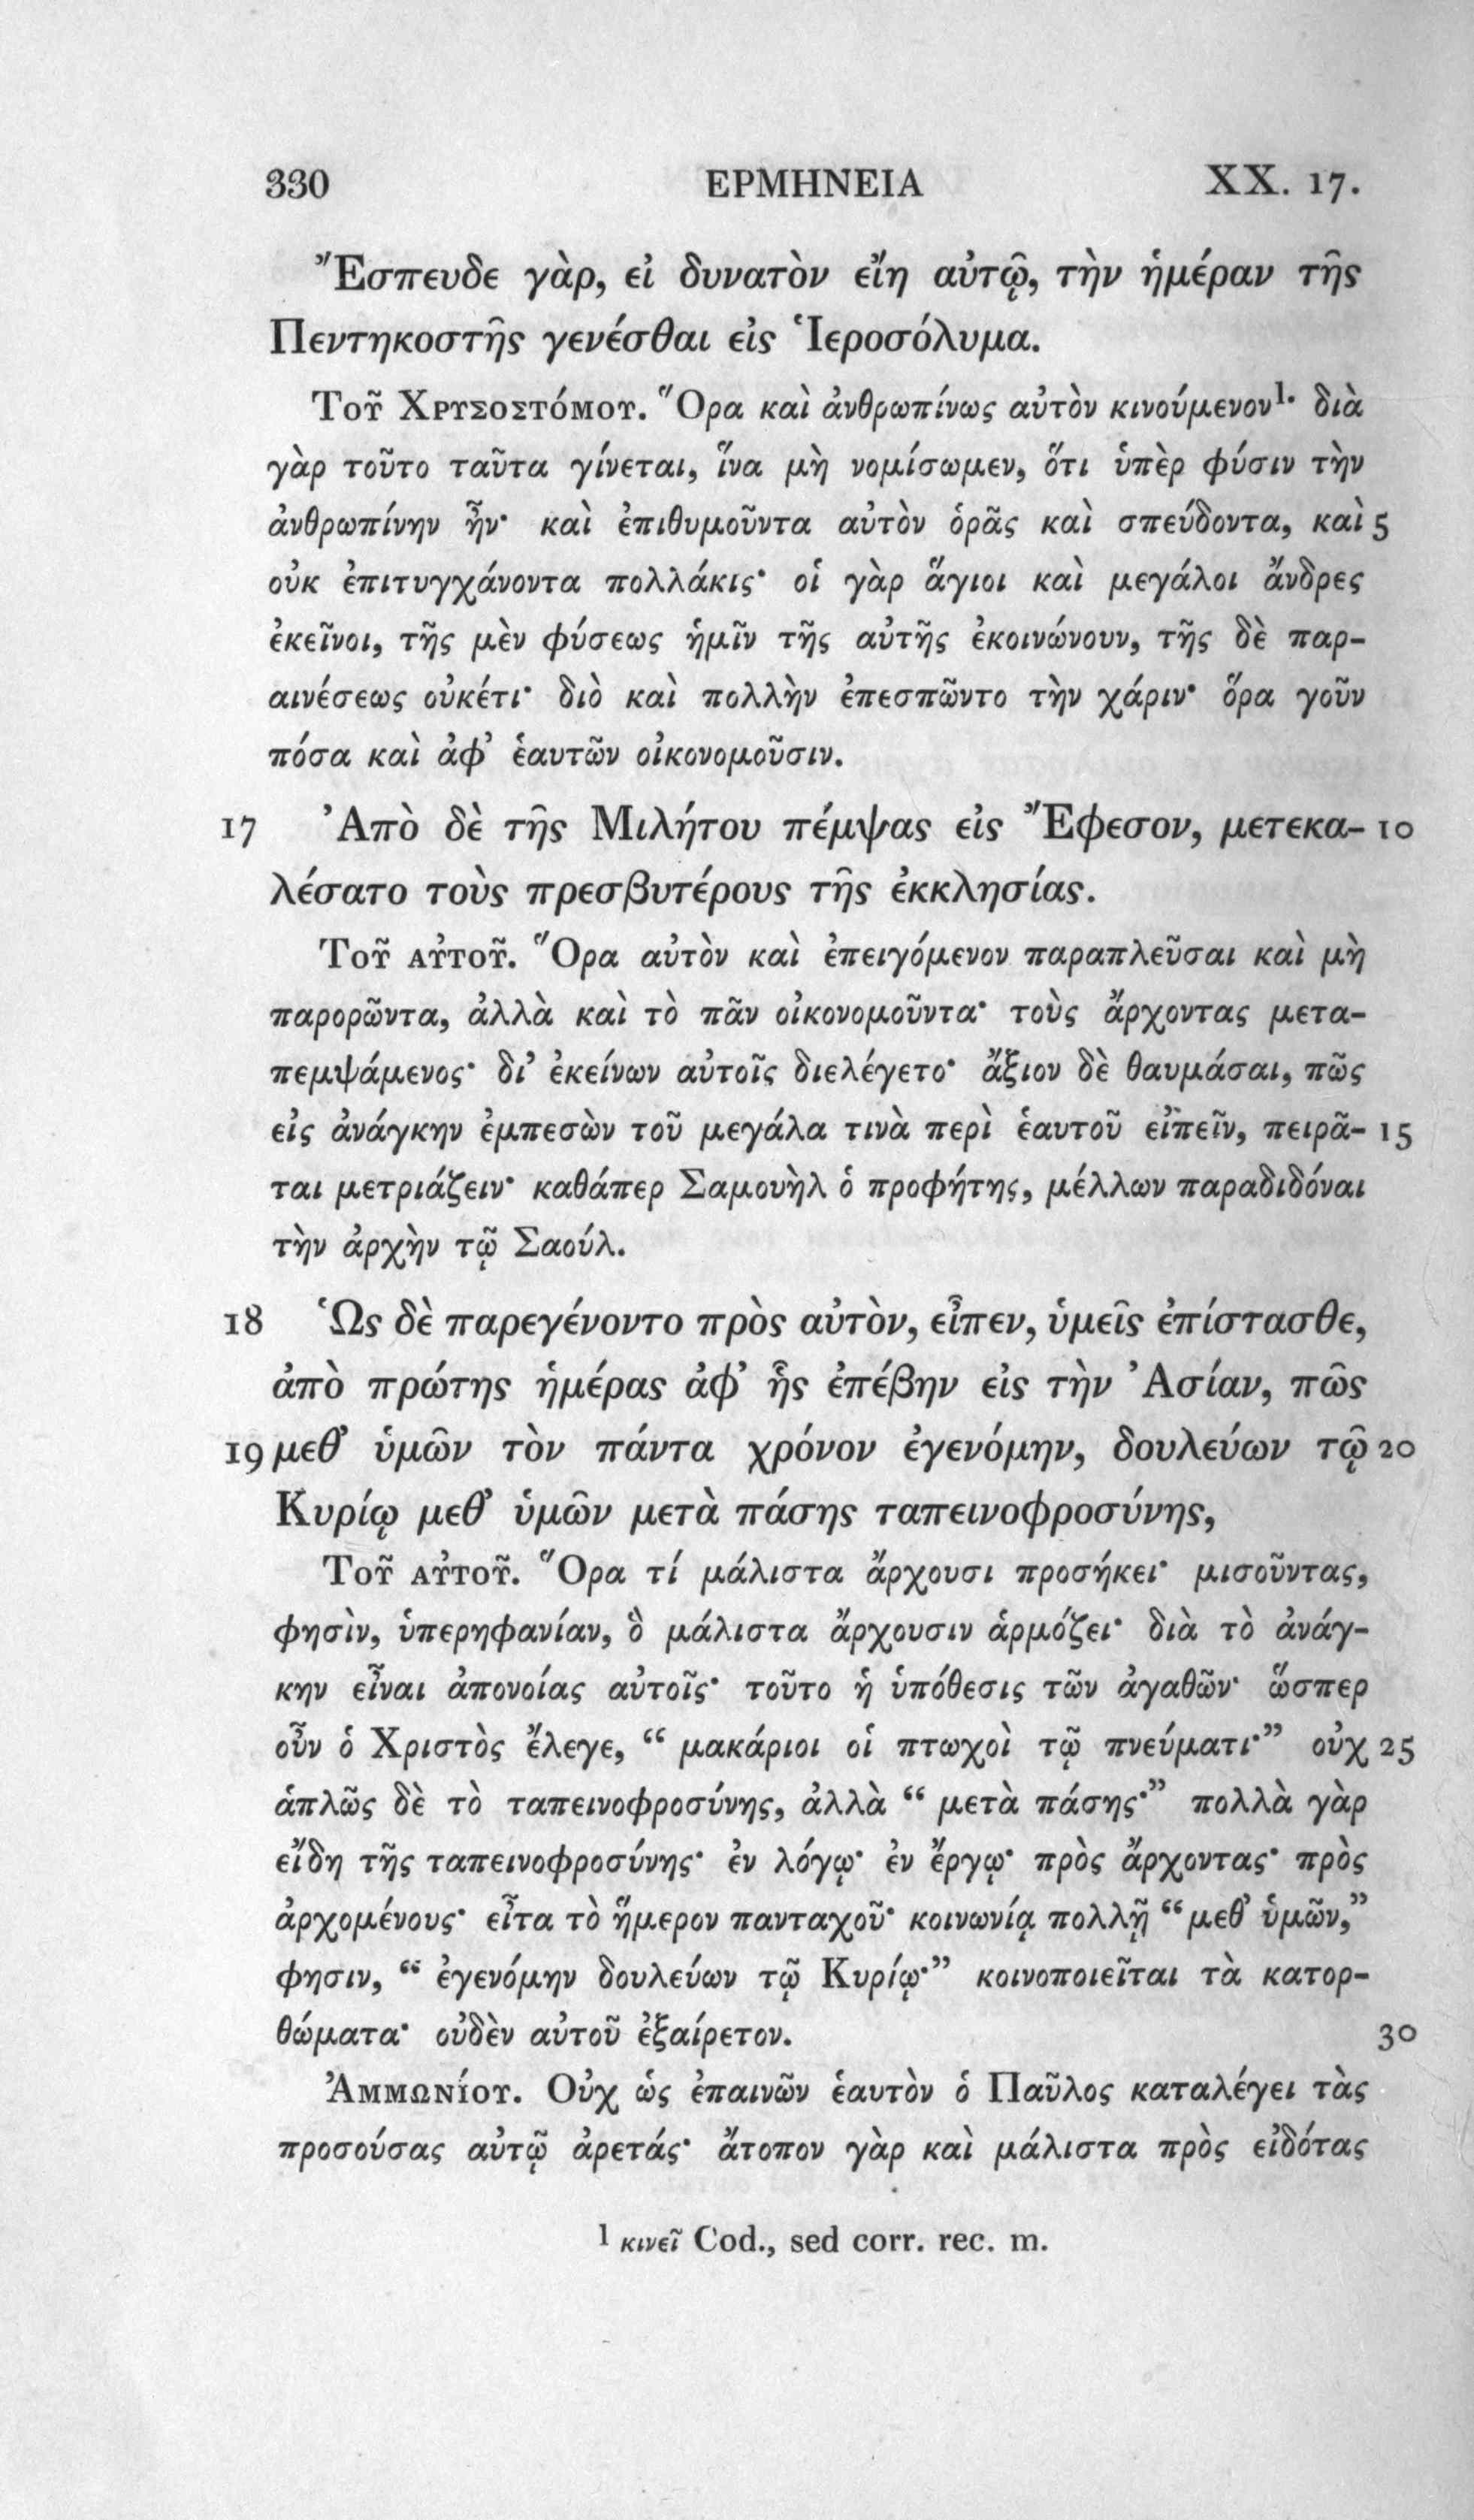 330 ΕΡΜΗΝΕΙΑ XX. 17.
Ἔσπευδε γὰρ, εἰ δυνατὸν εἴη αὐτῷ, τὴν ἡμέραν τῆς
Πεντηκοστῆς γενέσθαι εἰς Ἱεροσόλυμα.
Τοῦ Χρυσοστόμου. Ὅρα καὶ ἀνθρωπίνως αὐτὸν κινούμενον¹· διὰ
γὰρ τοῦτο ταῦτα γίνεται, ἵνα μὴ νομίσωμεν, ὅτι ὑπὲρ φύσιν τὴν
ἀνθρωπίνην ἦν· καὶ ἐπιθυμοῦντα αὐτὸν ὁρᾶς καὶ σπεύδοντα, καὶ 5
οὐκ ἐπιτυγχάνοντα πολλάκις· οἱ γὰρ ἅγιοι καὶ μεγάλοι ἄνδρες
ἐκεῖνοι, τῆς μὲν φύσεως ἡμῖν τῆς αὐτῆς ἐκοινώνουν, τῆς δὲ παρ-
αινέσεως οὐκέτι· διὸ καὶ πολλὴν ἐπεσπῶντο τὴν χάριν· ὅρα γοῦν
πόσα καὶ ἀφ’ ἑαυτῶν οἰκονομοῦσιν.
17 Ἀπὸ δὲ τῆς Μιλήτου πέμψας εἰς Ἔφεσον, μετεκα- 10
λέσατο τοὺς πρεσβυτέρους τῆς ἐκκλησίας.
Τοῦ αὐτοῦ. Ὅρα αὐτὸν καὶ ἐπειγόμενον παραπλεῦσαι καὶ μὴ
παρορῶντα, ἀλλὰ καὶ τὸ πᾶν οἰκονομοῦντα· τοὺς ἄρχοντας μετα-
πεμψάμενος· δι’ ἐκείνων αὐτοῖς διελέγετο· ἄξιον δὲ θαυμάσαι, πῶς
εἰς ἀνάγκην ἐμπεσὼν τοῦ μεγάλα τινὰ περὶ ἑαυτοῦ εἰπεῖν, πειρᾶ- 15
ται μετριάζειν· καθάπερ Σαμουὴλ ὁ προφήτης, μέλλων παραδιδόναι
τὴν ἀρχὴν τῷ Σαούλ.
18 Ὡς δὲ παρεγένοντο πρὸς αὐτὸν, εἶπεν, ὑμεῖς ἐπίστασθε,
ἀπὸ πρώτης ἡμέρας ἀφ’ ἧς ἐπέβην εἰς τὴν Ἀσίαν, πῶς
19 μεθ’ ὑμῶν τὸν πάντα χρόνον ἐγενόμην, δουλεύων τῷ 20
Κυρίῳ μεθ’ ὑμῶν μετὰ πάσης ταπεινοφροσύνης,
Τοῦ αὐτοῦ. Ὅρα τί μάλιστα ἄρχουσι προσήκει· μισοῦντας,
φησὶν, ὑπερηφανίαν, ὃ μάλιστα ἄρχουσιν ἁρμόζει· διὰ τὸ ἀνάγ-
κην εἶναι ἀπονοίας αὐτοῖς· τοῦτο ἡ ὑπόθεσις τῶν ἀγαθῶν· ὥσπερ
οὖν ὁ Χριστὸς ἔλεγε, “ μακάριοι οἱ πτωχοὶ τῷ πνεύματι·” οὐχ 25
ἁπλῶς δὲ τὸ ταπεινοφροσύνης, ἀλλὰ “ μετὰ πάσης·” πολλὰ γὰρ
εἴδη τῆς ταπεινοφροσύνης· ἐν λόγῳ· ἐν ἔργῳ· πρὸς ἄρχοντας· πρὸς
ἀρχομένους· εἶτα τὸ ἥμερον πανταχοῦ· κοινωνίᾳ πολλῇ “ μεθ’ ὑμῶν,”
φησιν, “ ἐγενόμην δουλεύων τῷ Κυρίῳ·” κοινοποιεῖται τὰ κατορ-
θώματα· οὐδὲν αὐτοῦ ἐξαίρετον. 30
Ἀμμωνίου. Οὐχ ὡς ἐπαινῶν ἑαυτὸν ὁ Παῦλος καταλέγει τὰς
προσούσας αὐτῷ ἀρετάς· ἄτοπον γὰρ καὶ μάλιστα πρὸς εἰδότας
¹ κινεῖ Cod., sed corr. rec. m.